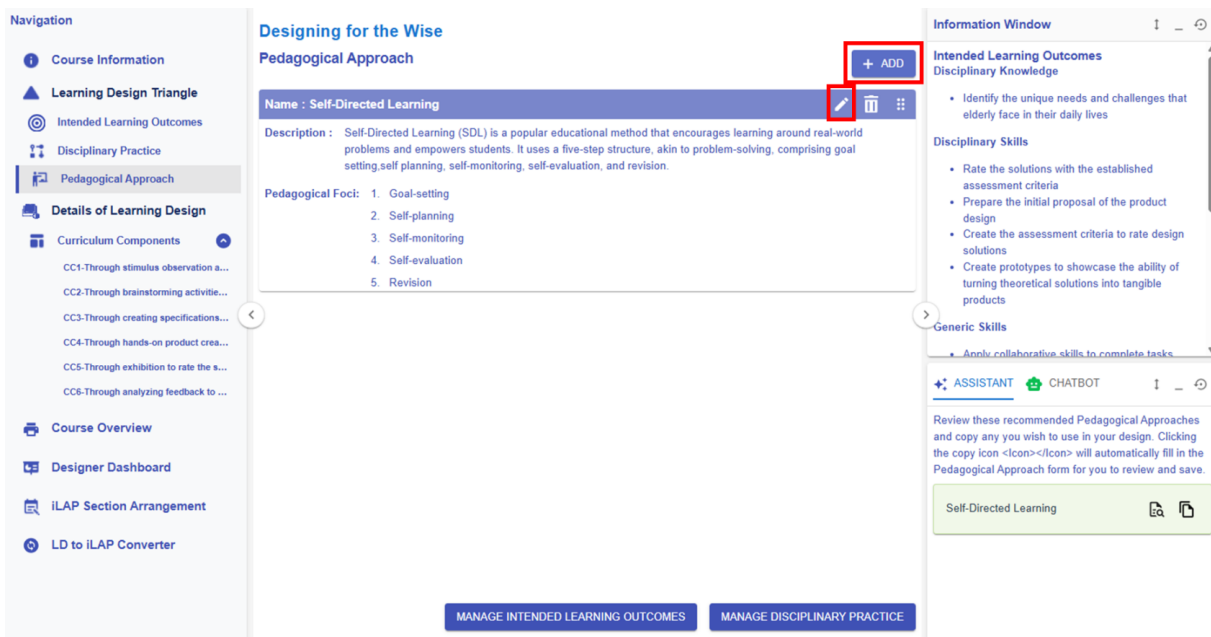 Navigation
Course Information
Learning Design Triangle
Intended Learning Outcomes
Disciplinary Practice
Pedagogical Approach
Details of Learning Design
Curriculum Components
CC1-Through stimulus observation a...
CC2-Through brainstorming activitie...
CC3-Through creating specifications...
CC4-Through hands-on product crea...
CC5-Through exhibition to rate the s...
CC6-Through analyzing feedback to ...
Course Overview
Designer Dashboard
iLAP Section Arrangement
LD to iLAP Converter
Designing for the Wise
Pedagogical Approach
+ ADD
Name : Self-Directed Learning
Description : Self-Directed Learning (SDL) is a popular educational method that encourages learning around real-world
problems and empowers students. It uses a five-step structure, akin to problem-solving, comprising goal
setting,self planning, self-monitoring, self-evaluation, and revision.
Pedagogical Foci: 1. Goal-setting
2. Self-planning
3. Self-monitoring
4. Self-evaluation
5. Revision
MANAGE INTENDED LEARNING OUTCOMES
MANAGE DISCIPLINARY PRACTICE
Information Window
Intended Learning Outcomes
Disciplinary Knowledge
• Identify the unique needs and challenges that
elderly face in their daily lives
Disciplinary Skills
• Rate the solutions with the established
assessment criteria
• Prepare the initial proposal of the product
design
• Create the assessment criteria to rate design
solutions
• Create prototypes to showcase the ability of
turning theoretical solutions into tangible
products
Generic Skills
• Apply collaborative skills to complete tasks
ASSISTANT
CHATBOT
Review these recommended Pedagogical Approaches
and copy any you wish to use in your design. Clicking
the copy icon <Icon></Icon> will automatically fill in the
Pedagogical Approach form for you to review and save.
Self-Directed Learning